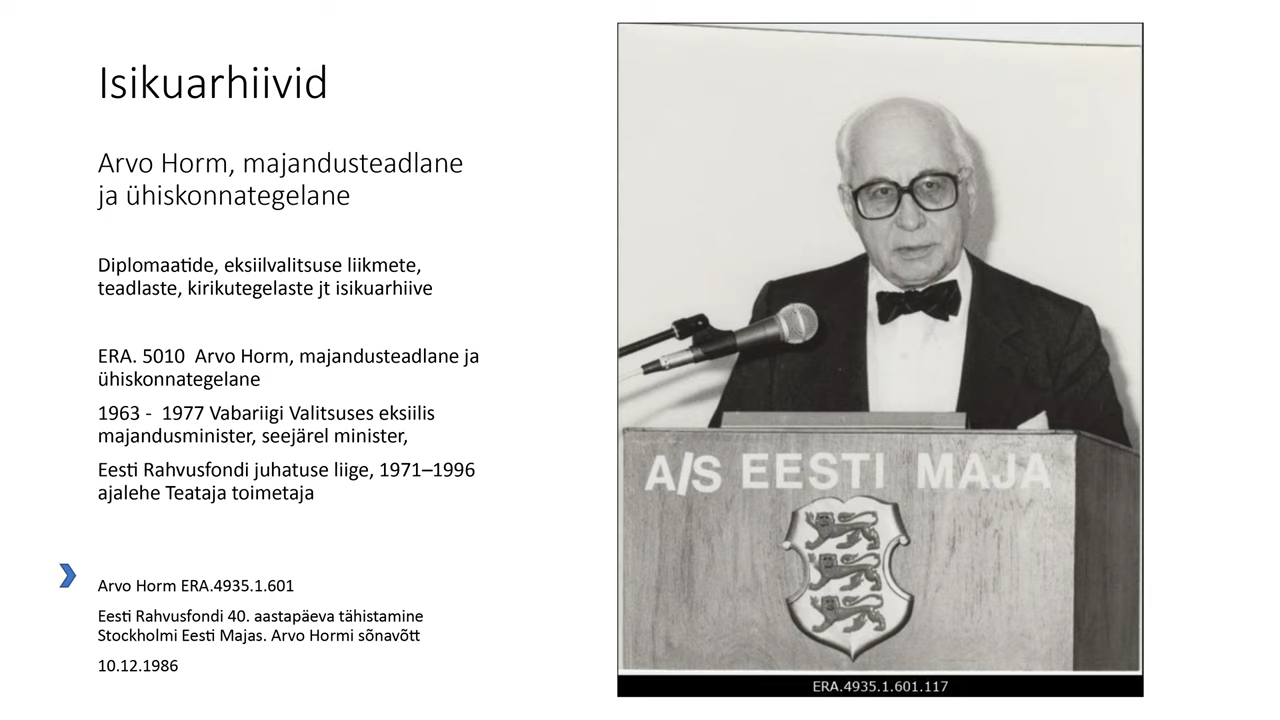 Isikuarhiivid
Arvo Horm, majandusteadlane
ja ühiskonnategelane
Diplomaatide, eksiilvalitsuse liikmete,
teadlaste, kirikutegelaste jt isikuarhiive
ERA. 5010  Arvo Horm, majandusteadlane ja
ühiskonnategelane
1963 -  1977 Vabariigi Valitsuses eksiilis
majandusminister, seejärel minister,
Eesti Rahvusfondi juhatuse liige, 1971–1996
ajalehe Teataja toimetaja
Arvo Horm ERA.4935.1.601
Eesti Rahvusfondi 40. aastapäeva tähistamine
Stockholmi Eesti Majas. Arvo Hormi sõnavõtt
10.12.1986
A/S EESTI MAJA
ERA.4935.1.601.117